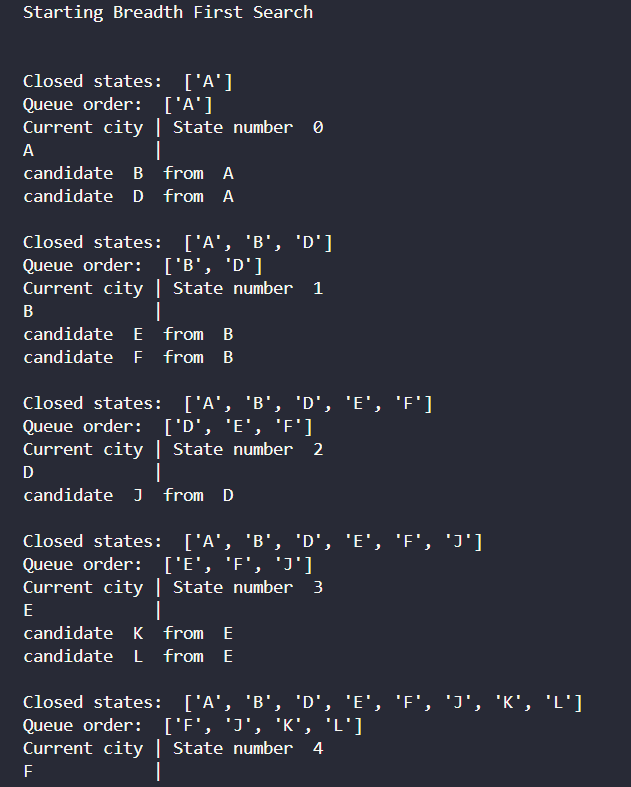 Starting Breadth First Search
Closed states:  ['A']
Queue order:  ['A']
Current city | State number  0
A            |
candidate  B  from  A
candidate  D  from  A
Closed states:  ['A', 'B', 'D']
Queue order:  ['B', 'D']
Current city | State number  1
B            |
candidate  E  from  B
candidate  F  from  B
Closed states:  ['A', 'B', 'D', 'E', 'F']
Queue order:  ['D', 'E', 'F']
Current city | State number  2
D            |
candidate  J  from  D
Closed states:  ['A', 'B', 'D', 'E', 'F', 'J']
Queue order:  ['E', 'F', 'J']
Current city | State number  3
E            |
candidate  K  from  E
candidate  L  from  E
Closed states:  ['A', 'B', 'D', 'E', 'F', 'J', 'K', 'L']
Queue order:  ['F', 'J', 'K', 'L']
Current city | State number  4
F            |